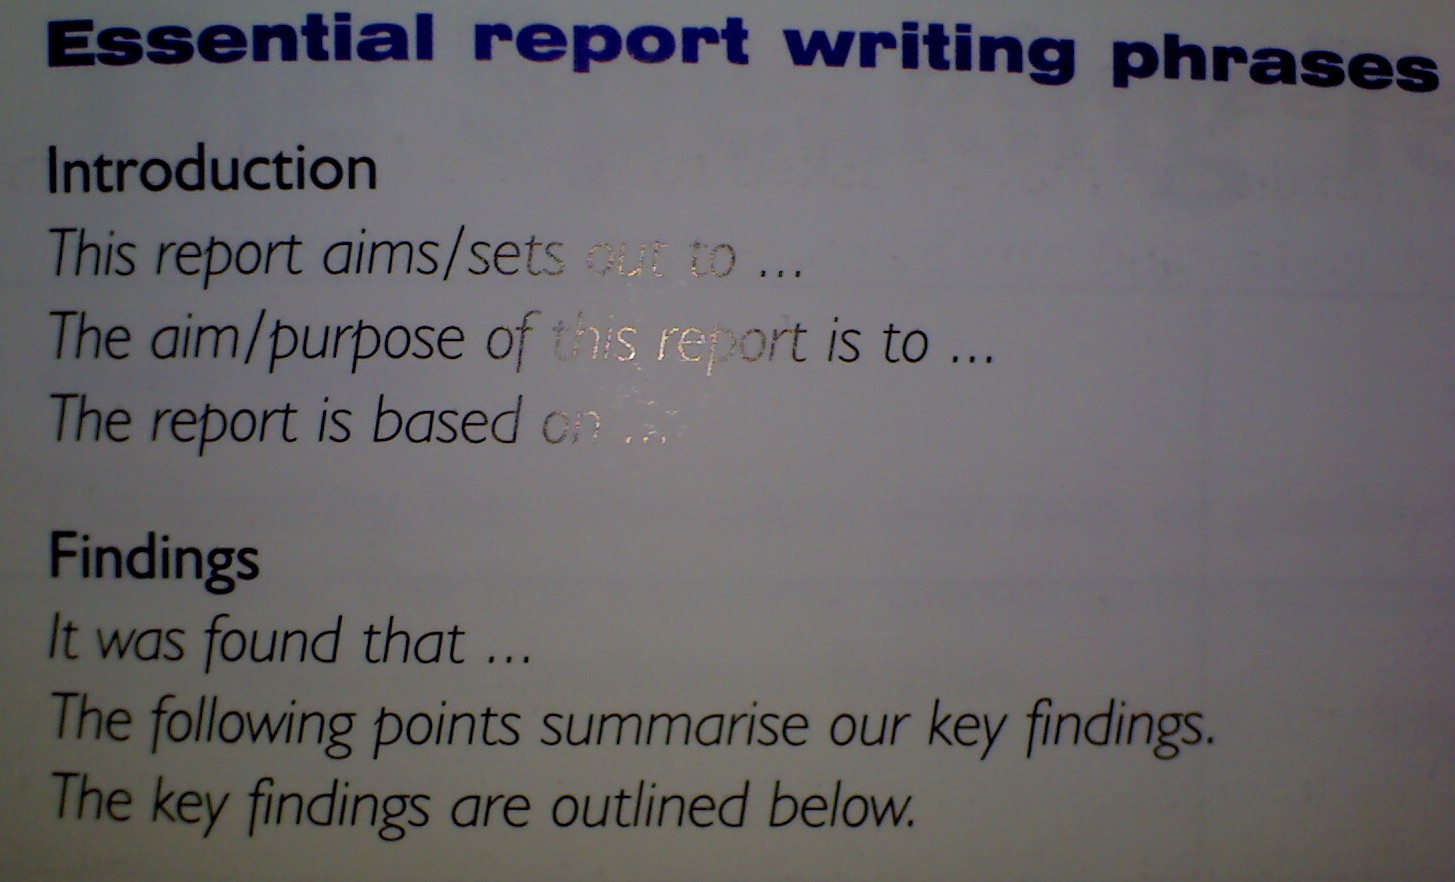 Essential report writing phrases
Introduction
This report aims/sets out to ...
The aim/purpose of this report is to ...
The report is based on ...
Findings
It was found that ...
The following points summarise our key findings.
The key findings are outlined below.